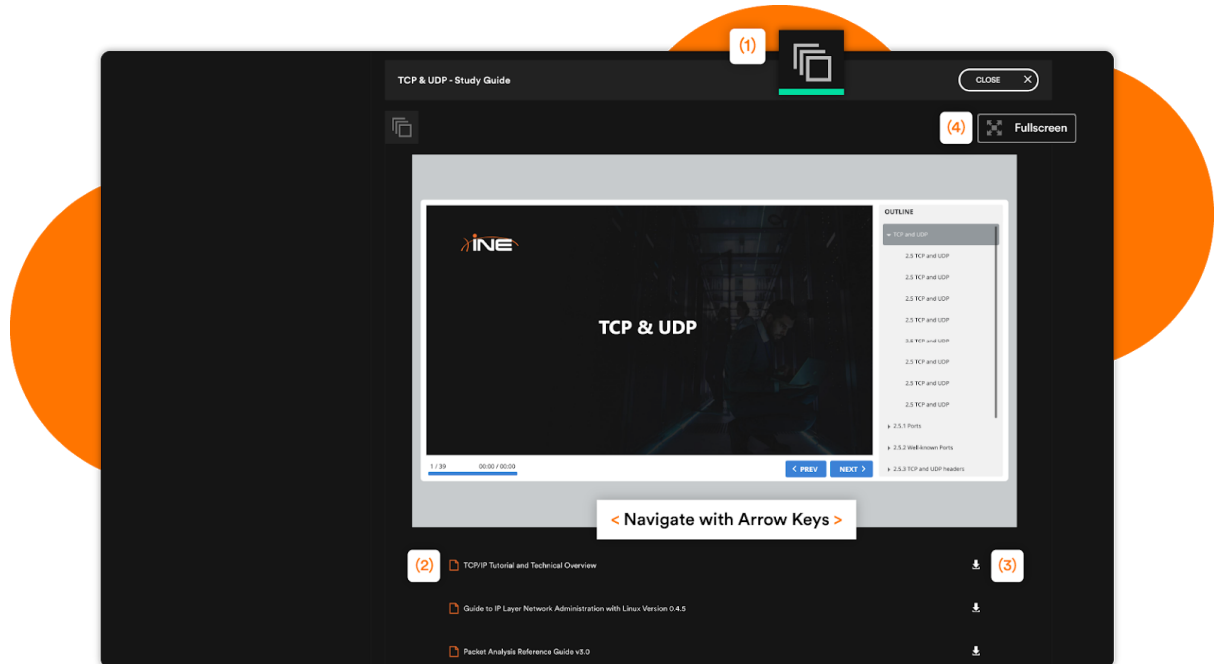 (1)
TCP & UDP - Study Guide
CLOSE X
(4)
Fullscreen
OUTLINE
INE
TCP and UDP
2.5 TCP and UDP
2.5 TCP and UDP
2.5 TCP and UDP
2.5 TCP and UDP
2.5 TCP and UDP
2.5 TCP and UDP
2.5 TCP and UDP
2.5 TCP and UDP
2.5.1 Ports
2.5.2 Well-known Ports
2.5.3 TCP and UDP headers
TCP & UDP
1 / 39 00:00 / 00:00
< PREV NEXT >
< Navigate with Arrow Keys >
(2) TCP/IP Tutorial and Technical Overview (3)
Guide to IP Layer Network Administration with Linux Version 0.4.5
Packet Analysis Reference Guide v3.0